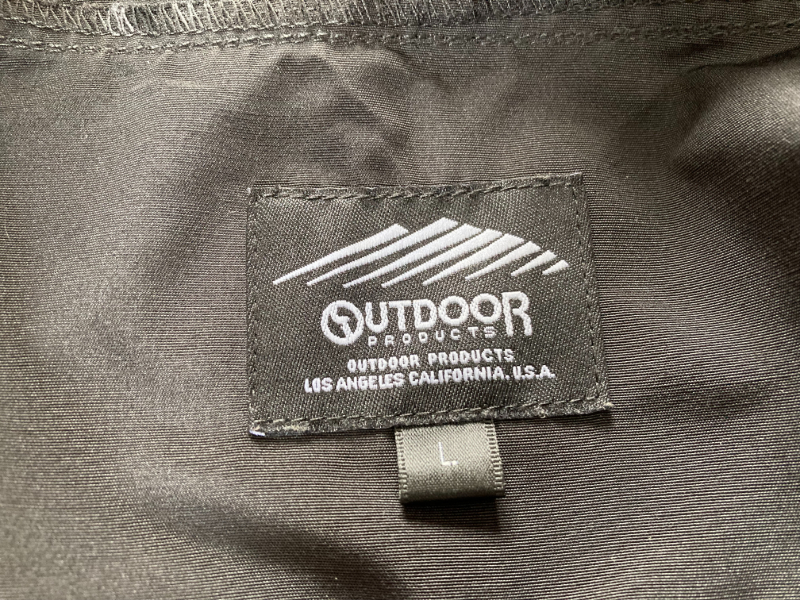 OUTDOOR
PRODUCTS
OUTDOOR PRODUCTS
LOS ANGELES CALIFORNIA, U.S.A.
L